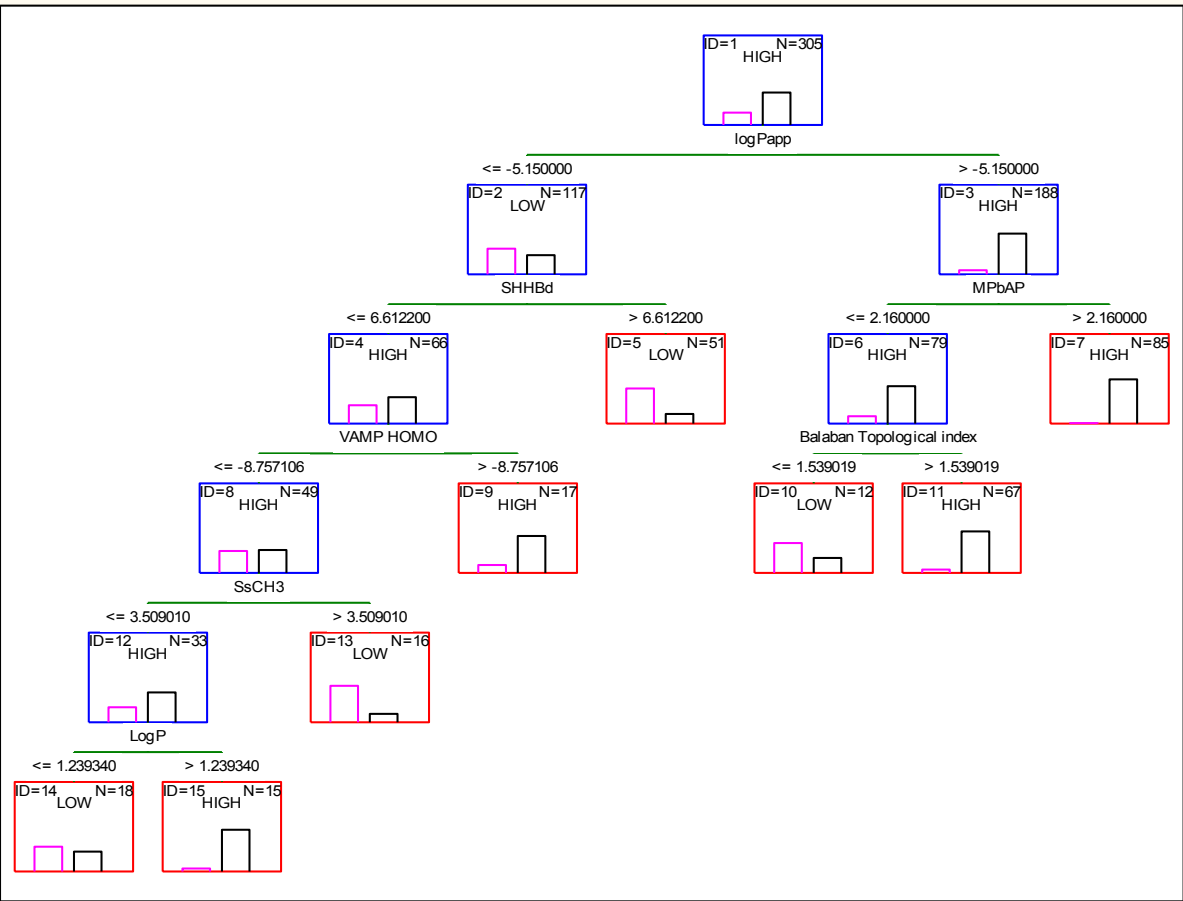 ID=1 N=305
HIGH
logPapp
<= -5.150000 > -5.150000
ID=2 N=117 ID=3 N=188
LOW HIGH
SHHBd MPbAP
<= 6.612200 > 6.612200 <= 2.160000 > 2.160000
ID=4 N=66 ID=5 N=51 ID=6 N=79 ID=7 N=85
HIGH LOW HIGH HIGH
VAMP HOMO Balaban Topological index
<= -8.757106 > -8.757106 <= 1.539019 > 1.539019
ID=8 N=49 ID=9 N=17 ID=10 N=12 ID=11 N=67
HIGH HIGH LOW HIGH
SsCH3
<= 3.509010 > 3.509010
ID=12 N=33 ID=13 N=16
HIGH LOW
LogP
<= 1.239340 > 1.239340
ID=14 N=18 ID=15 N=15
LOW HIGH